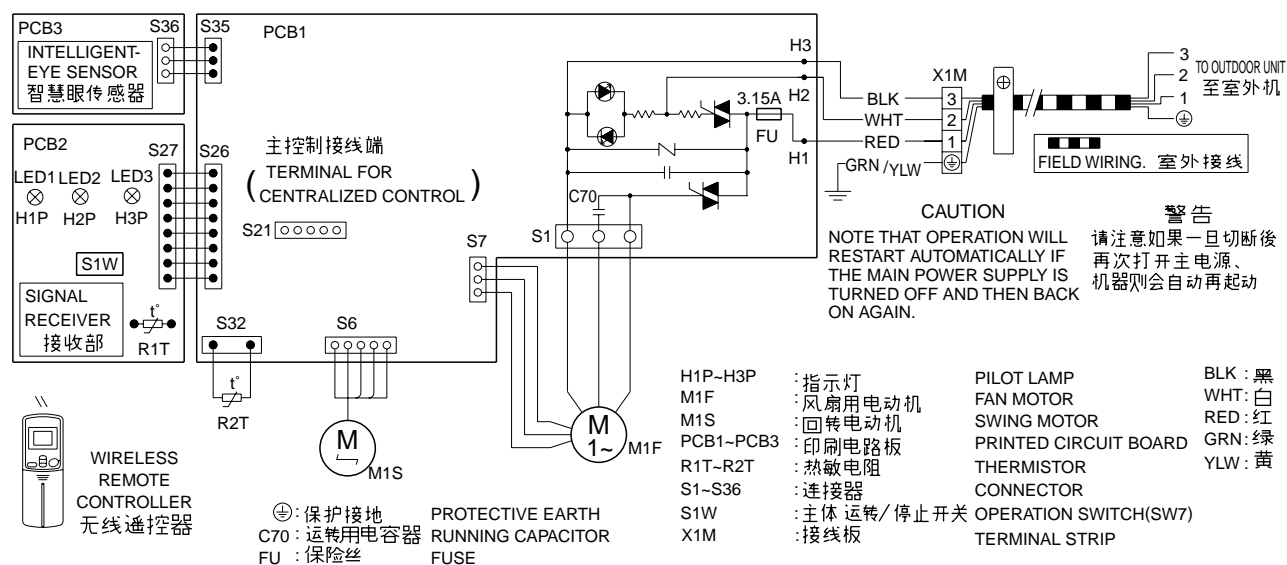 PCB3
S36
S35
PCB1
INTELLIGENT-
EYE SENSOR
智慧眼传感器
PCB2
S27
S26
LED1
LED2
LED3
H1P
H2P
H3P
S1W
SIGNAL
RECEIVER
接收部
t°
R1T
主控制接线端
(TERMINAL FOR
CENTRALIZED CONTROL)
S21
S7
S32
S6
t°
R2T
M
M1S
H3
H2
3.15A
FU
H1
C70
S1
M
1~
M1F
X1M
BLK
3
WHT
2
RED
1
GRN/YLW
3
2
1
TO OUTDOOR UNIT
至室外机
FIELD WIRING. 室外接线
CAUTION
NOTE THAT OPERATION WILL
RESTART AUTOMATICALLY IF
THE MAIN POWER SUPPLY IS
TURNED OFF AND THEN BACK
ON AGAIN.
警告
请注意如果一旦切断後
再次打开主电源、
机器则会自动再起动
WIRELESS
REMOTE
CONTROLLER
无线遥控器
:保护接地 PROTECTIVE EARTH
C70 :运转用电容器 RUNNING CAPACITOR
FU :保险丝 FUSE
H1P~H3P :指示灯 PILOT LAMP
M1F :风扇用电动机 FAN MOTOR
M1S :回转电动机 SWING MOTOR
PCB1~PCB3 :印刷电路板 PRINTED CIRCUIT BOARD
R1T~R2T :热敏电阻 THERMISTOR
S1~S36 :连接器 CONNECTOR
S1W :主体 运转/停止开关 OPERATION SWITCH(SW7)
X1M :接线板 TERMINAL STRIP
BLK :黑
WHT:白
RED:红
GRN:绿
YLW:黄